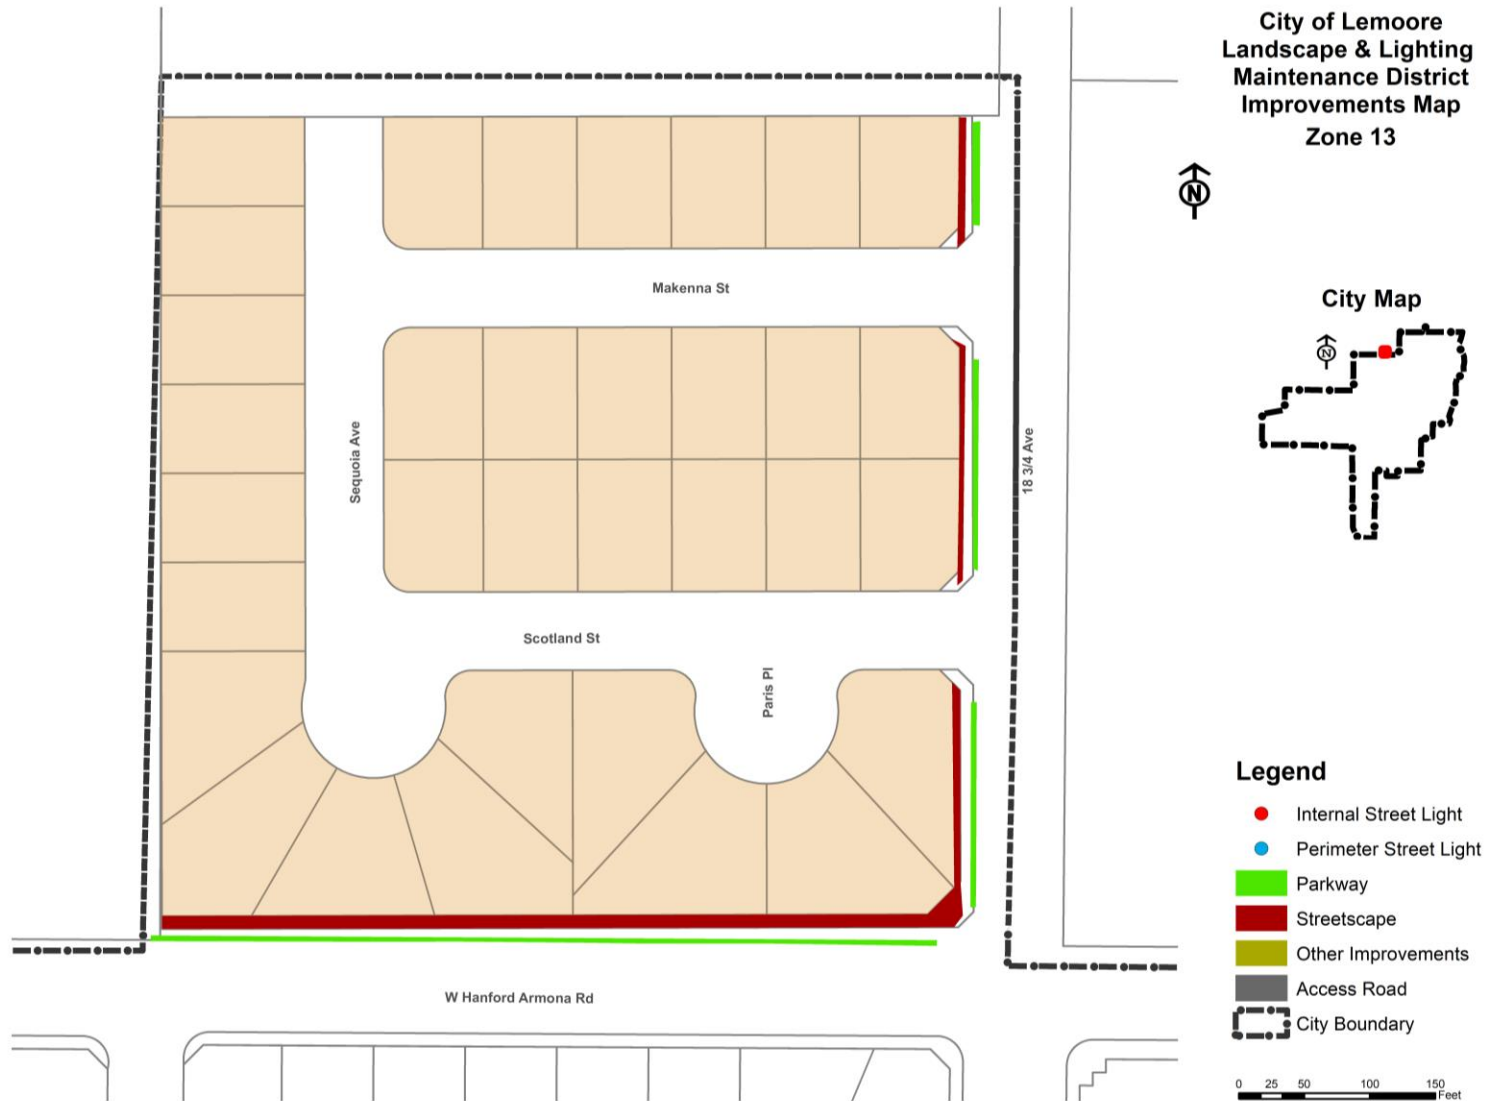 City of Lemoore
Landscape & Lighting
Maintenance District
Improvements Map
Zone 13
N
City Map
N
Makenna St
Sequoia Ave
18 3/4 Ave
Scotland St
Paris Pl
W Hanford Armona Rd
Legend
Internal Street Light
Perimeter Street Light
Parkway
Streetscape
Other Improvements
Access Road
City Boundary
0 25 50 100 150
Feet